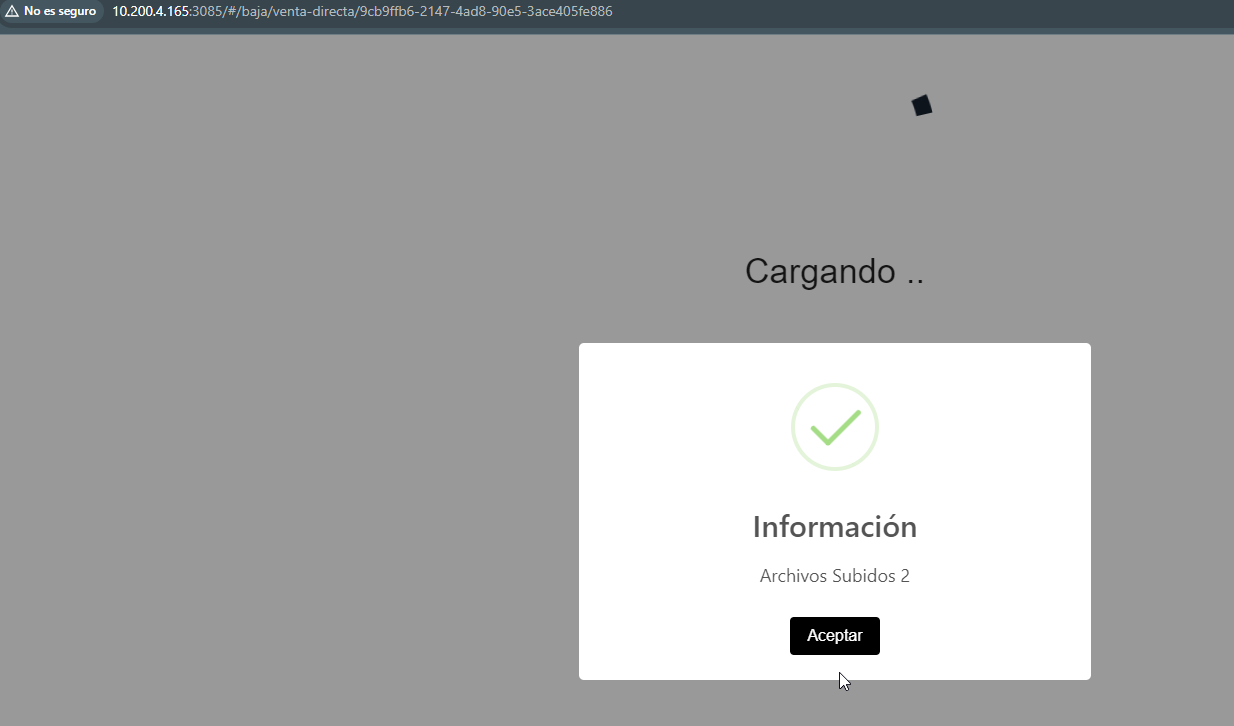 No es seguro 10.200.4.165:3085/#/baja/venta-directa/9cb9ffb6-2147-4ad8-90e5-3ace405fe886
Cargando ..
Información
Archivos Subidos 2
Aceptar